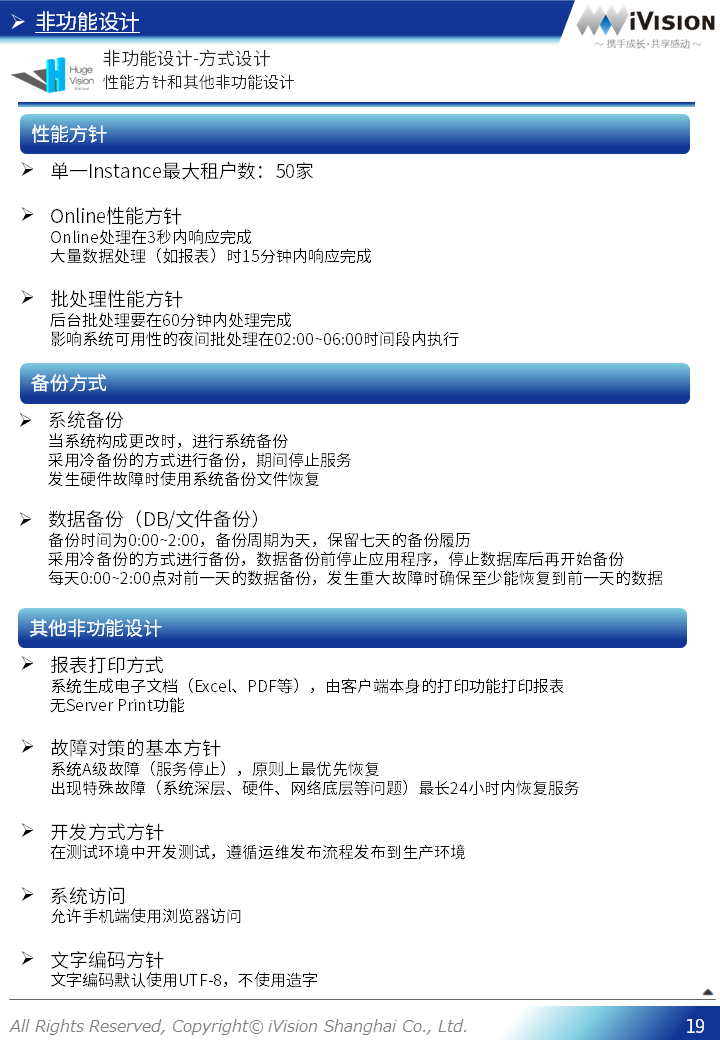 非功能设计
iVISION
～ 携手成长·共享感动 ～
Huge
Vision
非功能设计-方式设计
性能方针和其他非功能设计
性能方针
单一Instance最大租户数：50家
Online性能方针
Online处理在3秒内响应完成
大量数据处理（如报表）时15分钟内响应完成
批处理性能方针
后台批处理要在60分钟内处理完成
影响系统可用性的夜间批处理在02:00~06:00时间段内执行
备份方式
系统备份
当系统构成更改时，进行系统备份
采用冷备份的方式进行备份，期间停止服务
发生硬件故障时使用系统备份文件恢复
数据备份（DB/文件备份）
备份时间为0:00~2:00，备份周期为天，保留七天的备份履历
采用冷备份的方式进行备份，数据备份前停止应用程序，停止数据库后再开始备份
每天0:00~2:00点对前一天的数据备份，发生重大故障时确保至少能恢复到前一天的数据
其他非功能设计
报表打印方式
系统生成电子文档（Excel、PDF等），由客户端本身的打印功能打印报表
无Server Print功能
故障对策的基本方针
系统A级故障（服务停止），原则上最优先恢复
出现特殊故障（系统深层、硬件、网络底层等问题）最长24小时内恢复服务
开发方式方针
在测试环境中开发测试，遵循运维发布流程发布到生产环境
系统访问
允许手机端使用浏览器访问
文字编码方针
文字编码默认使用UTF-8，不使用造字
All Rights Reserved, Copyright© iVision Shanghai Co., Ltd.
19